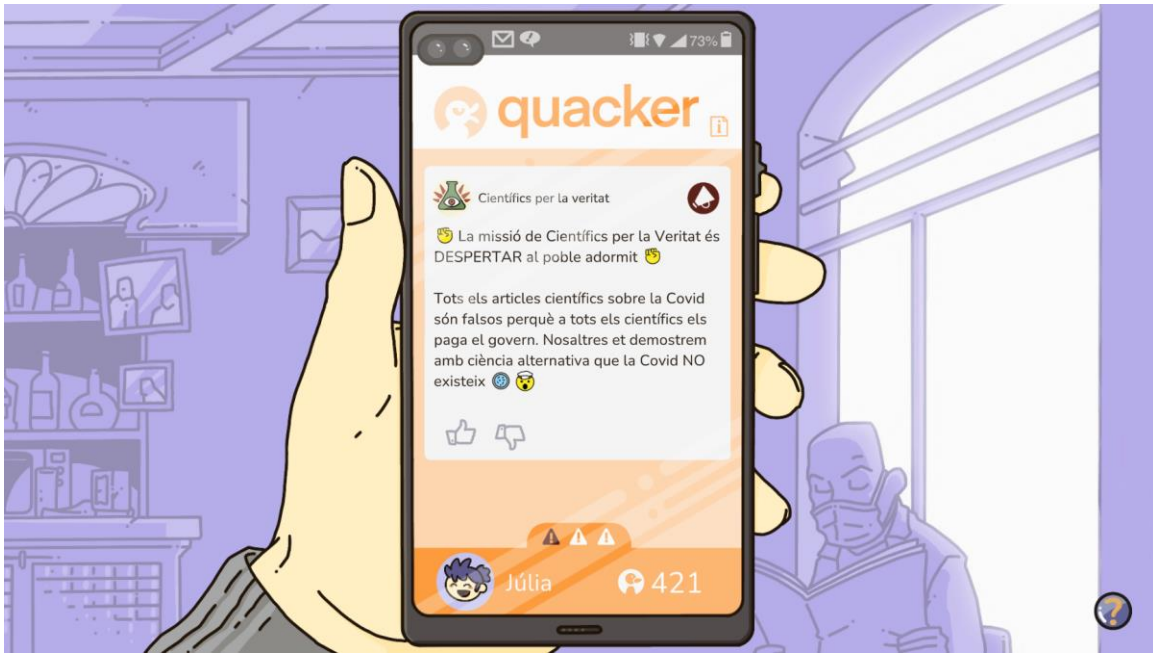 73%
quacker
Científics per la veritat
La missió de Científics per la Veritat és
DESPERTAR al poble adormit
Tots els articles científics sobre la Covid
són falsos perquè a tots els científics els
paga el govern. Nosaltres et demostrem
amb ciència alternativa que la Covid NO
existeix
Júlia
421
?